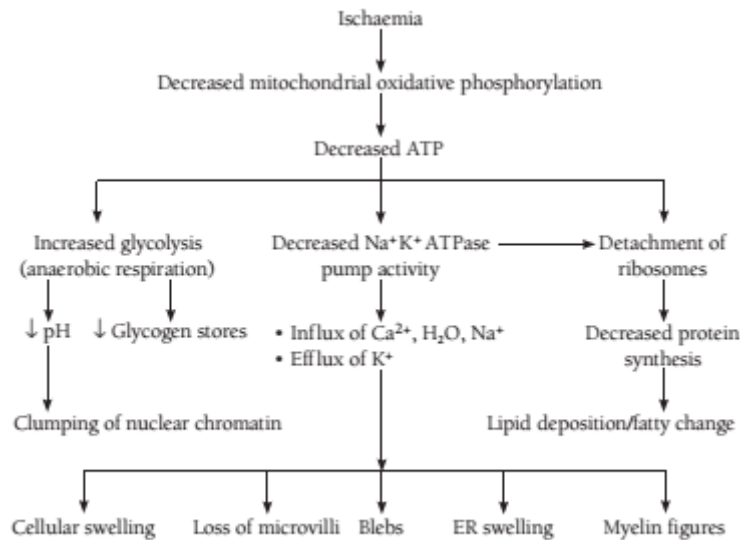 Ischaemia
Decreased mitochondrial oxidative phosphorylation
Decreased ATP
Increased glycolysis
(anaerobic respiration)
Decreased Na⁺K⁺ ATPase
pump activity
Detachment of
ribosomes
↓ pH
↓ Glycogen stores
• Influx of Ca²⁺, H₂O, Na⁺
• Efflux of K⁺
Decreased protein
synthesis
Clumping of nuclear chromatin
Lipid deposition/fatty change
Cellular swelling
Loss of microvilli
Blebs
ER swelling
Myelin figures